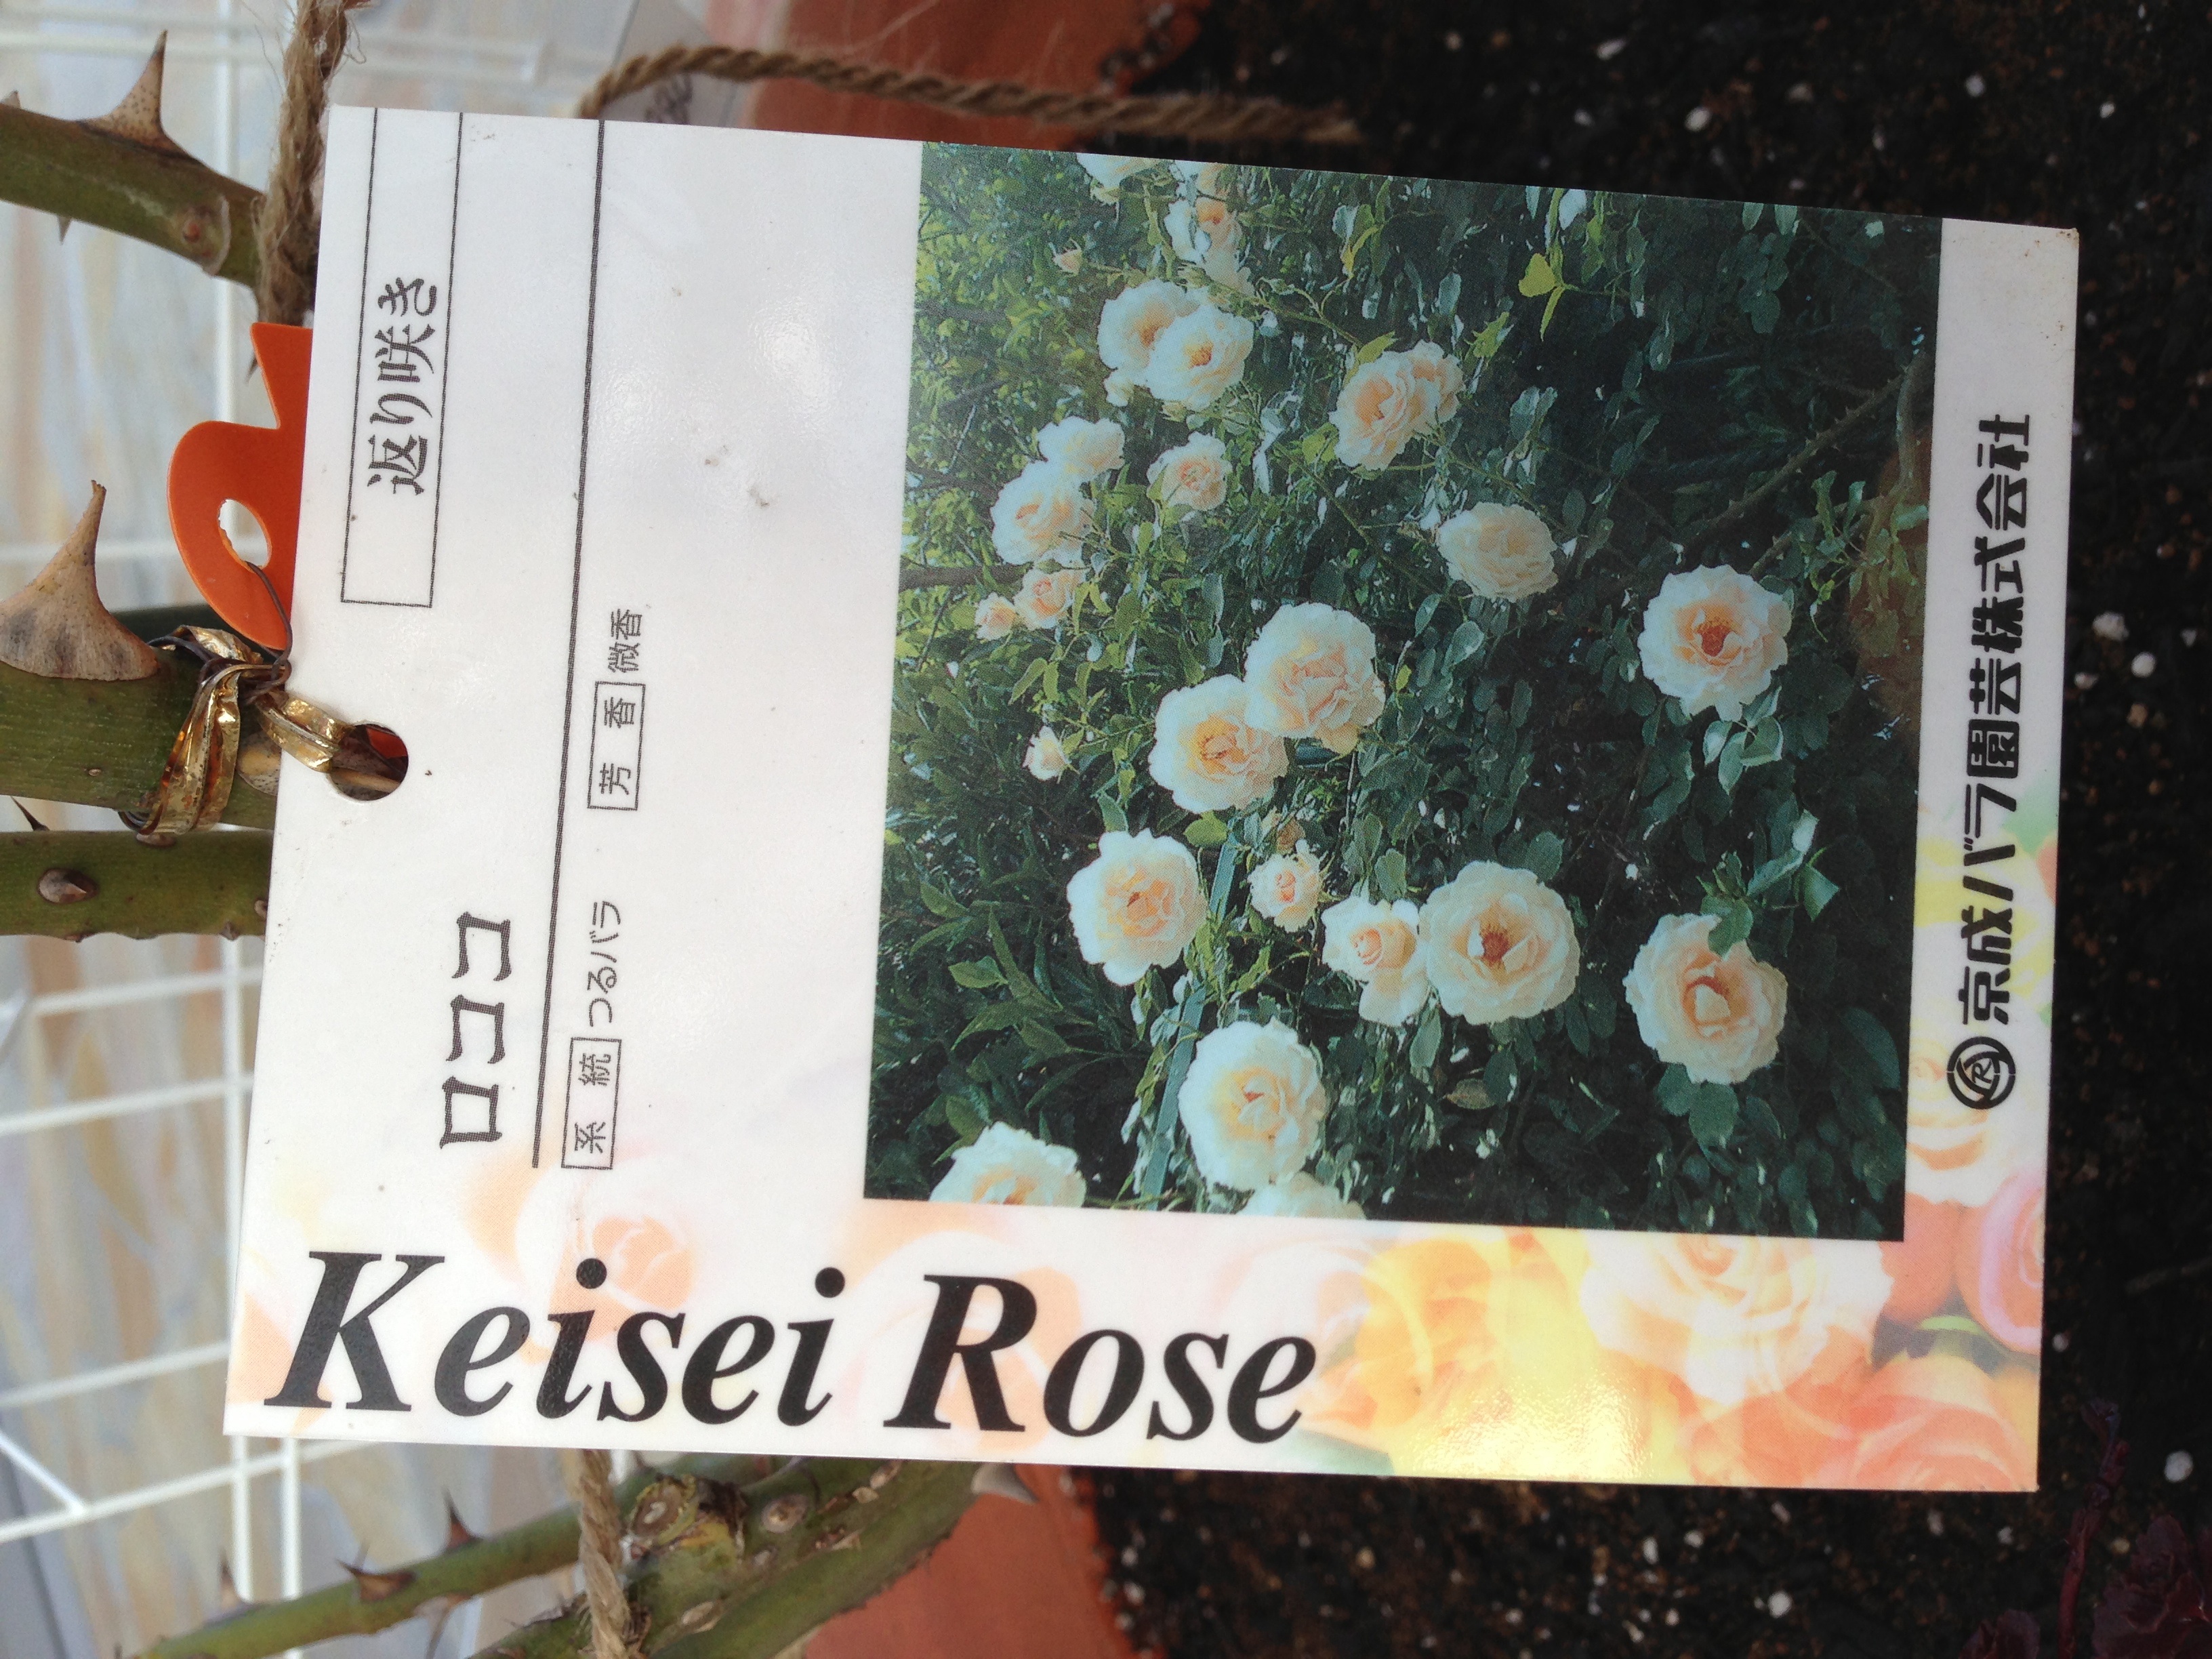 返り咲き
ロココ
系統 つるバラ 芳香 微香
Keisei Rose
京成バラ園芸株式会社